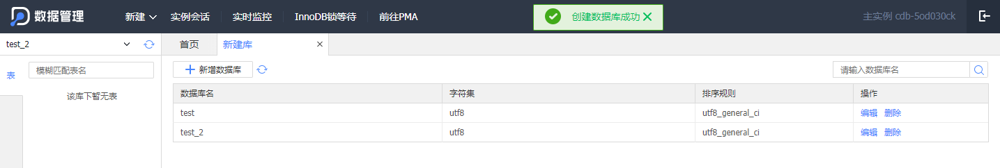 数据管理 新建 实例会话 实时监控 InnoDB锁等待 前往PMA 创建数据库成功 主实例 cdb-5od030ck
test_2 首页 新建库
表 模糊匹配表名 新增数据库 请输入数据库名
该库下暂无表
数据库名 字符集 排序规则 操作
test utf8 utf8_general_ci 编辑 删除
test_2 utf8 utf8_general_ci 编辑 删除